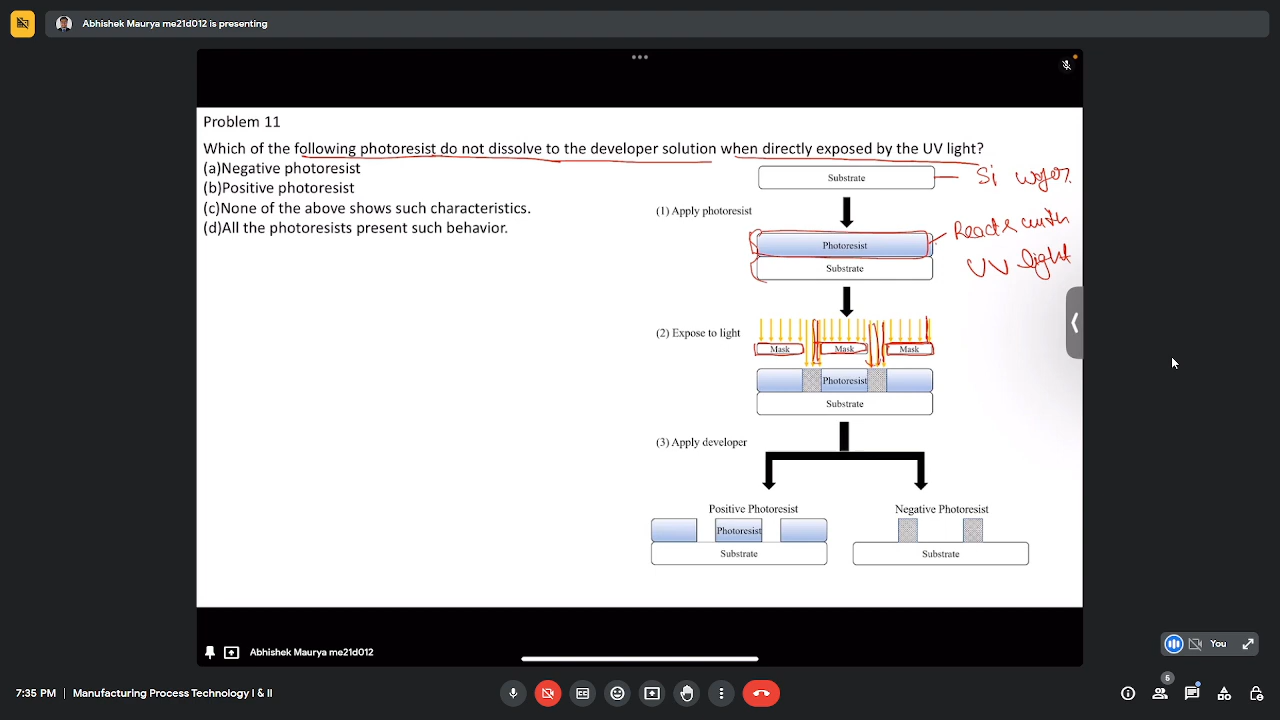 Abhishek Maurya me21d012 is presenting
Problem 11
Which of the following photoresist do not dissolve to the developer solution when directly exposed by the UV light?
(a)Negative photoresist
(b)Positive photoresist
(c)None of the above shows such characteristics.
(d)All the photoresists present such behavior.
Substrate
Si wafer.
(1) Apply photoresist
Photoresist
Substrate
Reacts with
UV light
(2) Expose to light
Mask Mask Mask
Photoresist
Substrate
(3) Apply developer
Positive Photoresist
Photoresist
Substrate
Negative Photoresist
Substrate
Abhishek Maurya me21d012
You
7:35 PM | Manufacturing Process Technology I & II
6